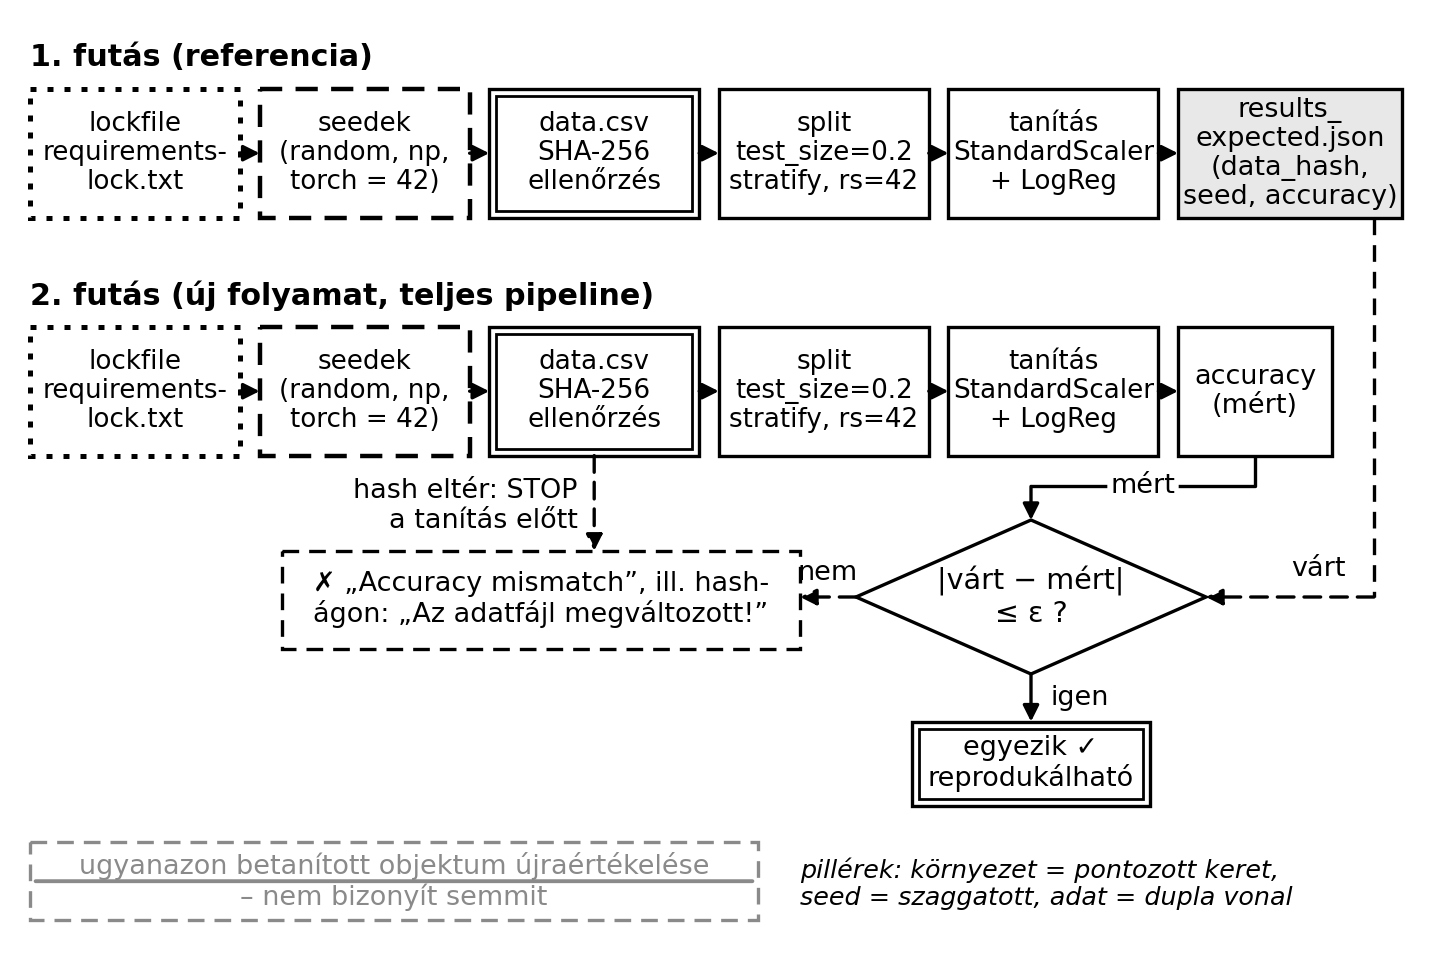 1. futás (referencia)
lockfile
requirements-
lock.txt
seedek
(random, np,
torch = 42)
data.csv
SHA-256
ellenőrzés
split
test_size=0.2
stratify, rs=42
tanítás
StandardScaler
+ LogReg
results_
expected.json
(data_hash,
seed, accuracy)
2. futás (új folyamat, teljes pipeline)
lockfile
requirements-
lock.txt
seedek
(random, np,
torch = 42)
data.csv
SHA-256
ellenőrzés
split
test_size=0.2
stratify, rs=42
tanítás
StandardScaler
+ LogReg
accuracy
(mért)
hash eltér: STOP
a tanítás előtt
mért
várt
|várt − mért|
≤ ε ?
nem
✗ „Accuracy mismatch”, ill. hash-
ágon: „Az adatfájl megváltozott!”
igen
egyezik ✓
reprodukálható
ugyanazon betanított objektum újraértékelése
– nem bizonyít semmit
pillérek: környezet = pontozott keret,
seed = szaggatott, adat = dupla vonal